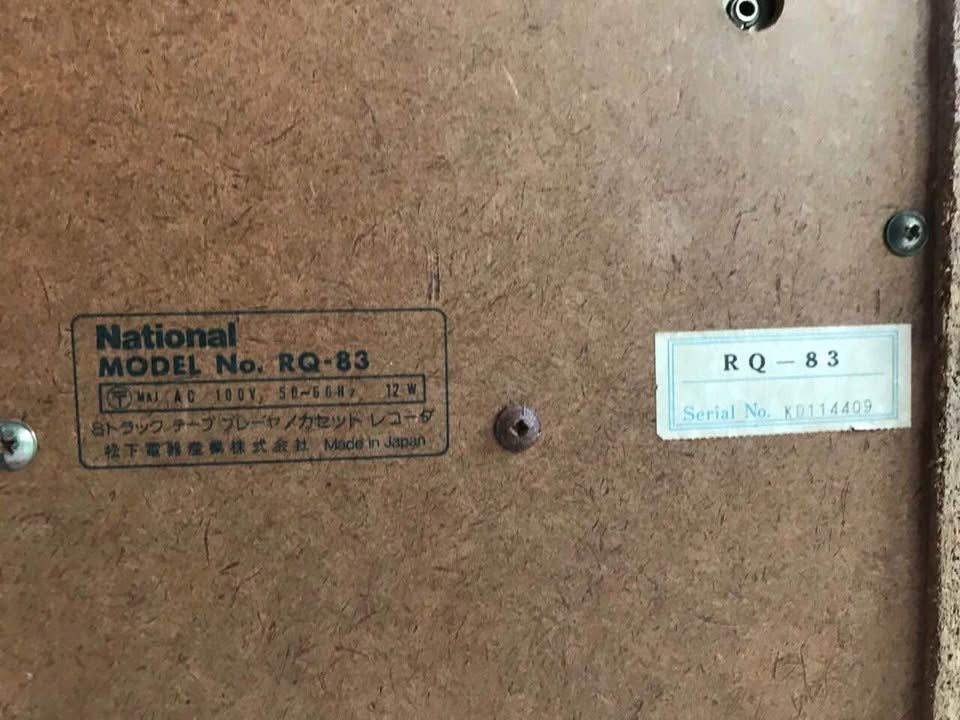 National
MODEL No. RQ-83
〒 MAJ AC 100V, 50~60Hz, 12W
8トラック テープ プレーヤ/カセット レコーダ
松下電器産業株式会社 Made in Japan
RQ-83
Serial No. KD114409